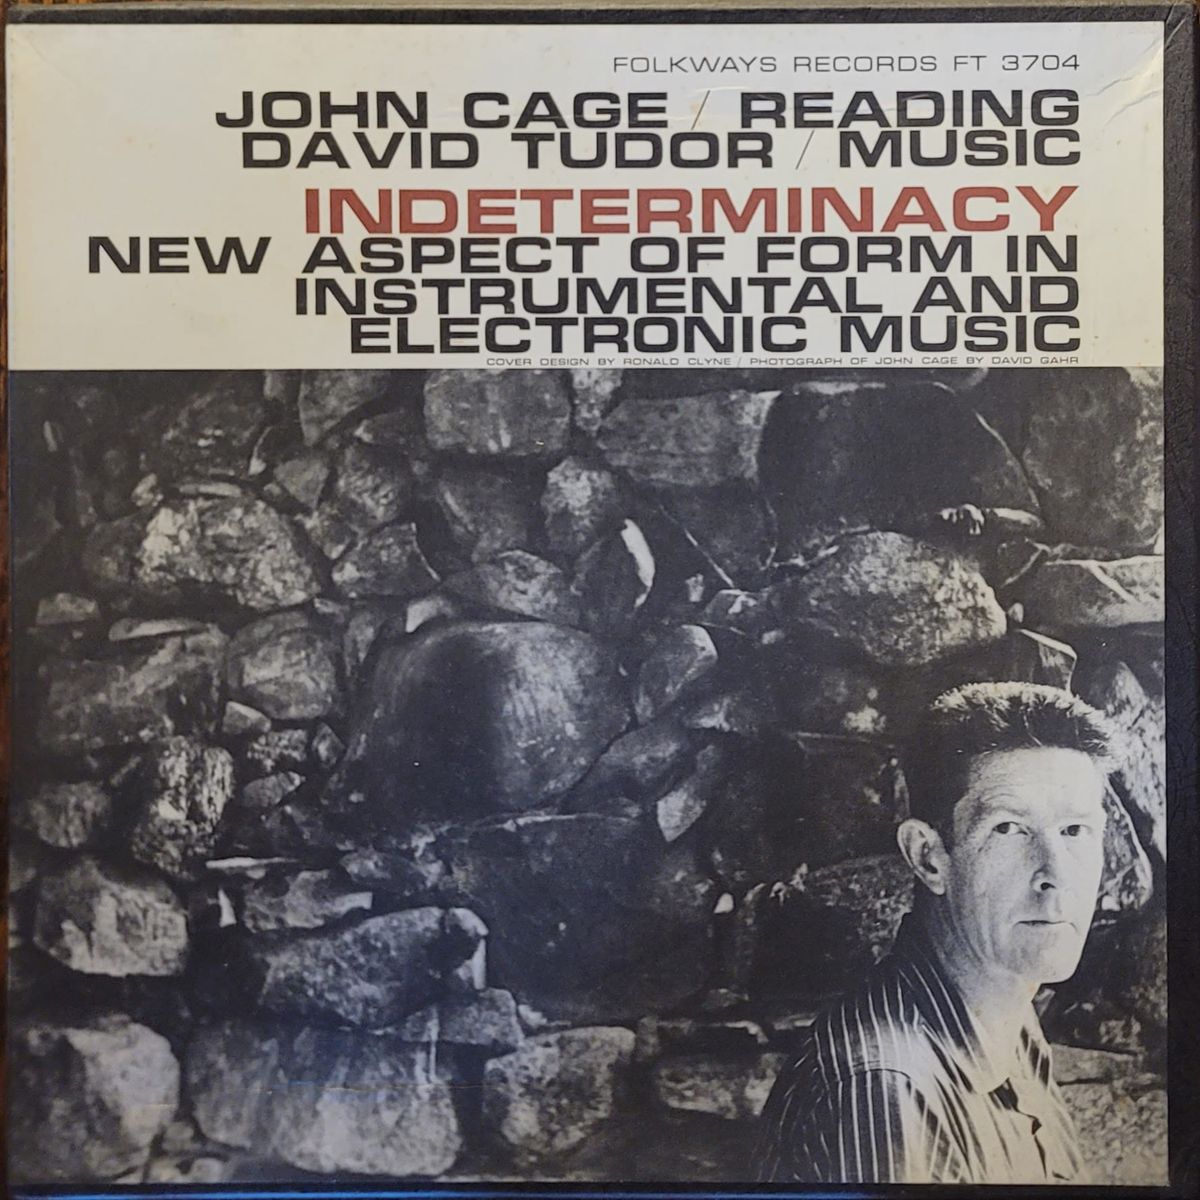 FOLKWAYS RECORDS FT 3704
JOHN CAGE / READING
DAVID TUDOR / MUSIC
INDETERMINACY
NEW ASPECT OF FORM IN
INSTRUMENTAL AND
ELECTRONIC MUSIC
COVER DESIGN BY RONALD CLYNE / PHOTOGRAPH OF JOHN CAGE BY DAVID GAHR